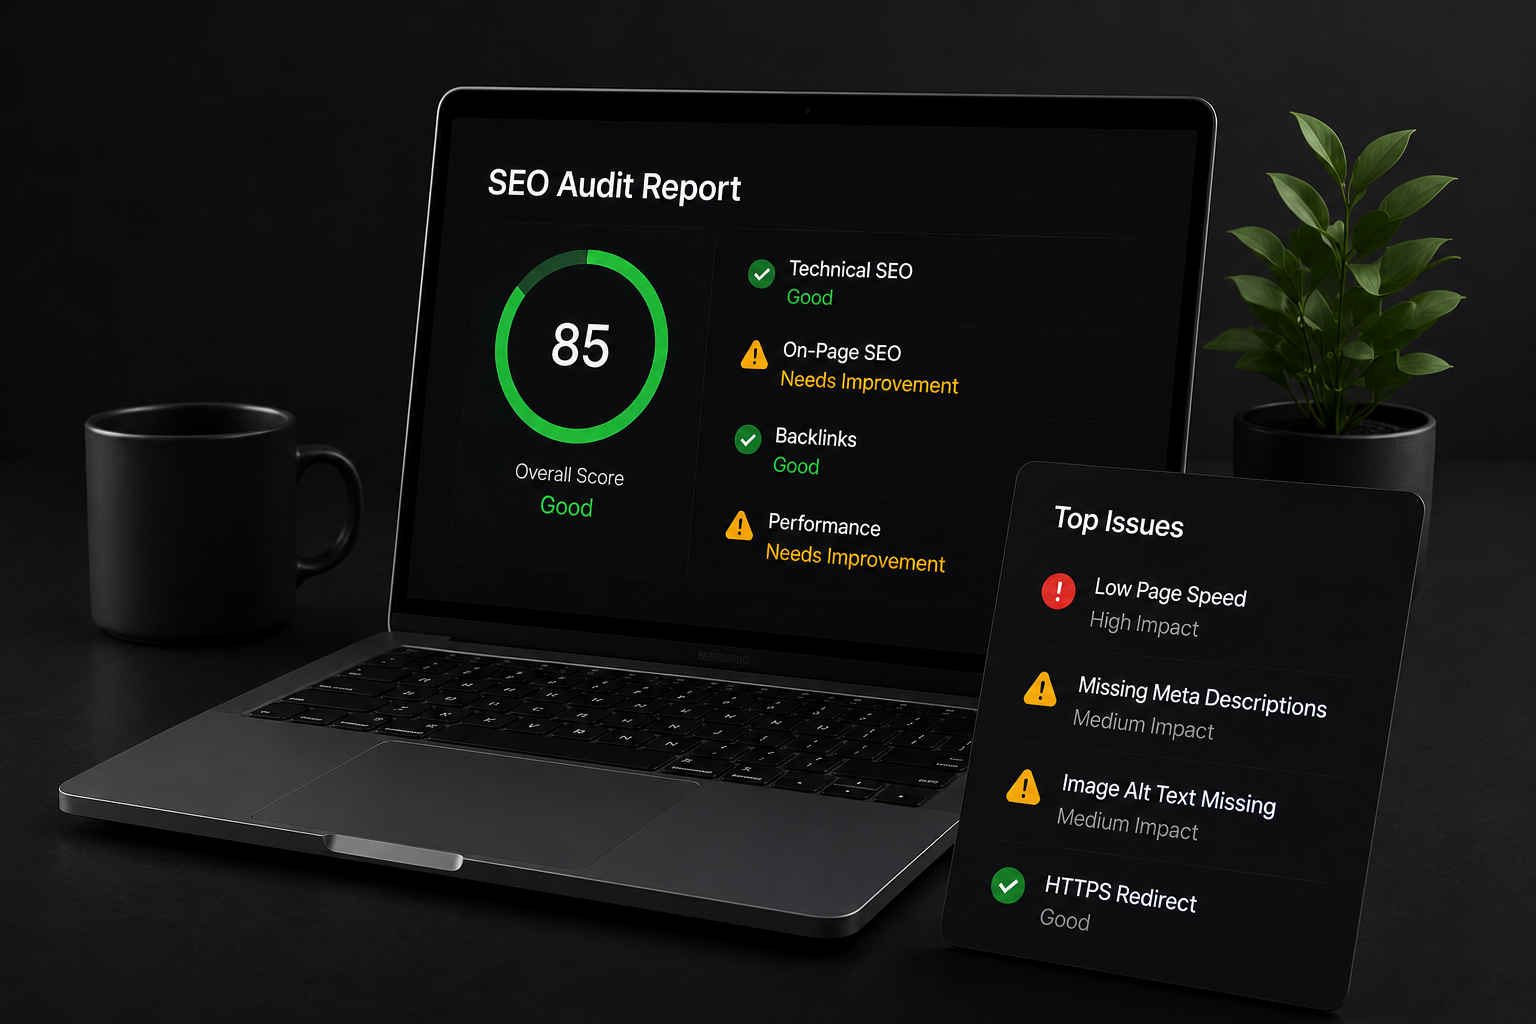 SEO Audit Report
85
Overall Score
Good
Technical SEO
Good
On-Page SEO
Needs Improvement
Backlinks
Good
Performance
Needs Improvement
Top Issues
Low Page Speed
High Impact
Missing Meta Descriptions
Medium Impact
Image Alt Text Missing
Medium Impact
HTTPS Redirect
Good